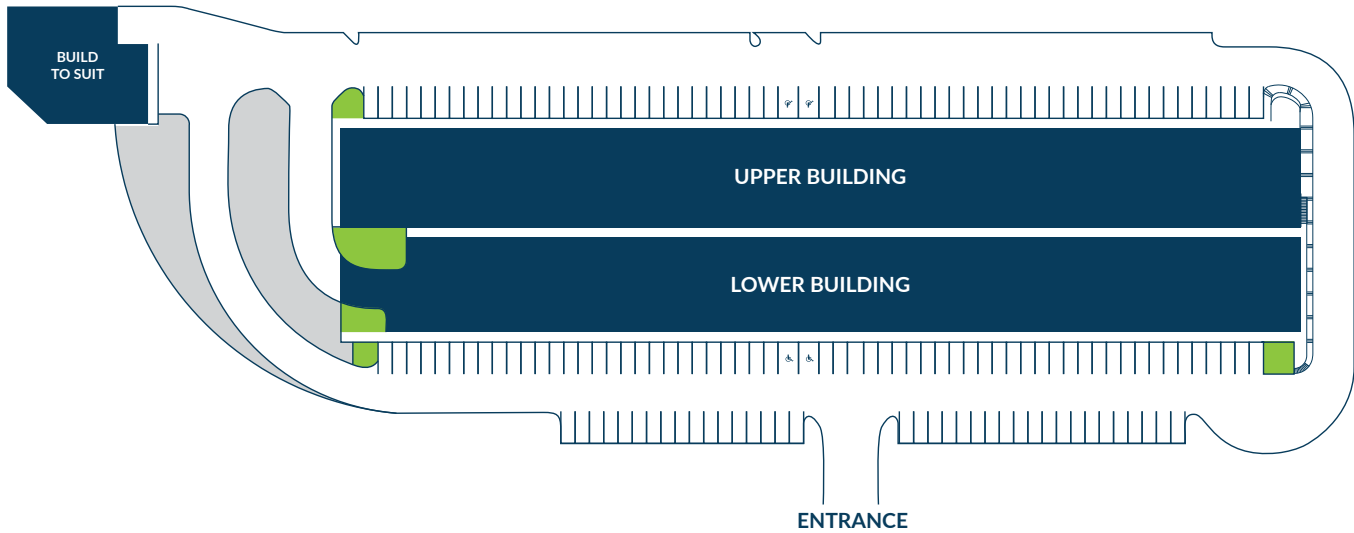 BUILD
TO SUIT
UPPER BUILDING
LOWER BUILDING
ENTRANCE